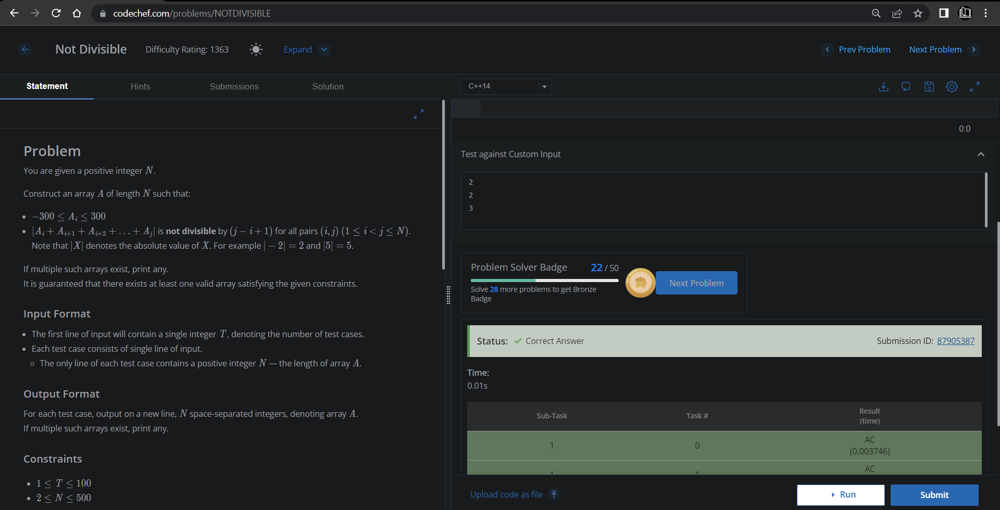 codechef.com/problems/NOTDIVISIBLE
Not Divisible
Difficulty Rating: 1363
Expand
Prev Problem
Next Problem
Statement
Hints
Submissions
Solution
C++14
Problem
You are given a positive integer N.
Construct an array A of length N such that:
• −300 ≤ A_i ≤ 300
• |A_i + A_{i+1} + A_{i+2} + … + A_j| is not divisible by (j − i + 1) for all pairs (i, j) (1 ≤ i < j ≤ N).
Note that |X| denotes the absolute value of X. For example | − 2| = 2 and |5| = 5.
If multiple such arrays exist, print any.
It is guaranteed that there exists at least one valid array satisfying the given constraints.
Input Format
• The first line of input will contain a single integer T, denoting the number of test cases.
• Each test case consists of single line of input.
◦ The only line of each test case contains a positive integer N — the length of array A.
Output Format
For each test case, output on a new line, N space-separated integers, denoting array A.
If multiple such arrays exist, print any.
Constraints
• 1 ≤ T ≤ 100
• 2 ≤ N ≤ 500
0:0
Test against Custom Input
2
2
3
Problem Solver Badge 22 / 50
Solve 28 more problems to get Bronze
Badge
Next Problem
Status: ✓ Correct Answer
Submission ID: 87905387
Time:
0.01s
Sub-Task Task # Result
(time)
1 0 AC
(0.003746)
1 1 AC
Upload code as file
Run
Submit